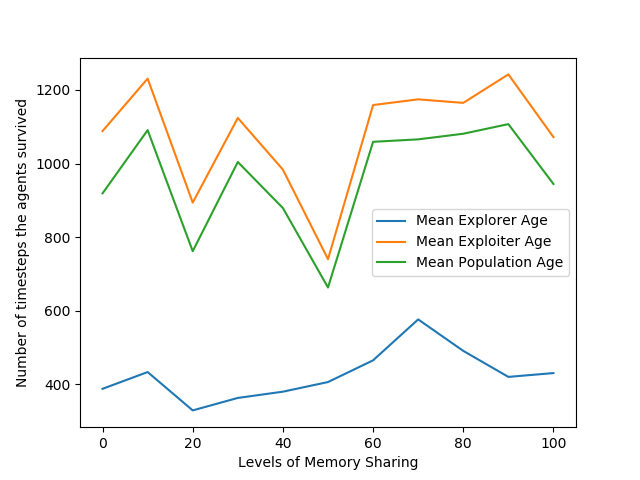 1200
1000
800
600
400
Number of timesteps the agents survived
Mean Explorer Age
Mean Exploiter Age
Mean Population Age
0 20 40 60 80 100
Levels of Memory Sharing